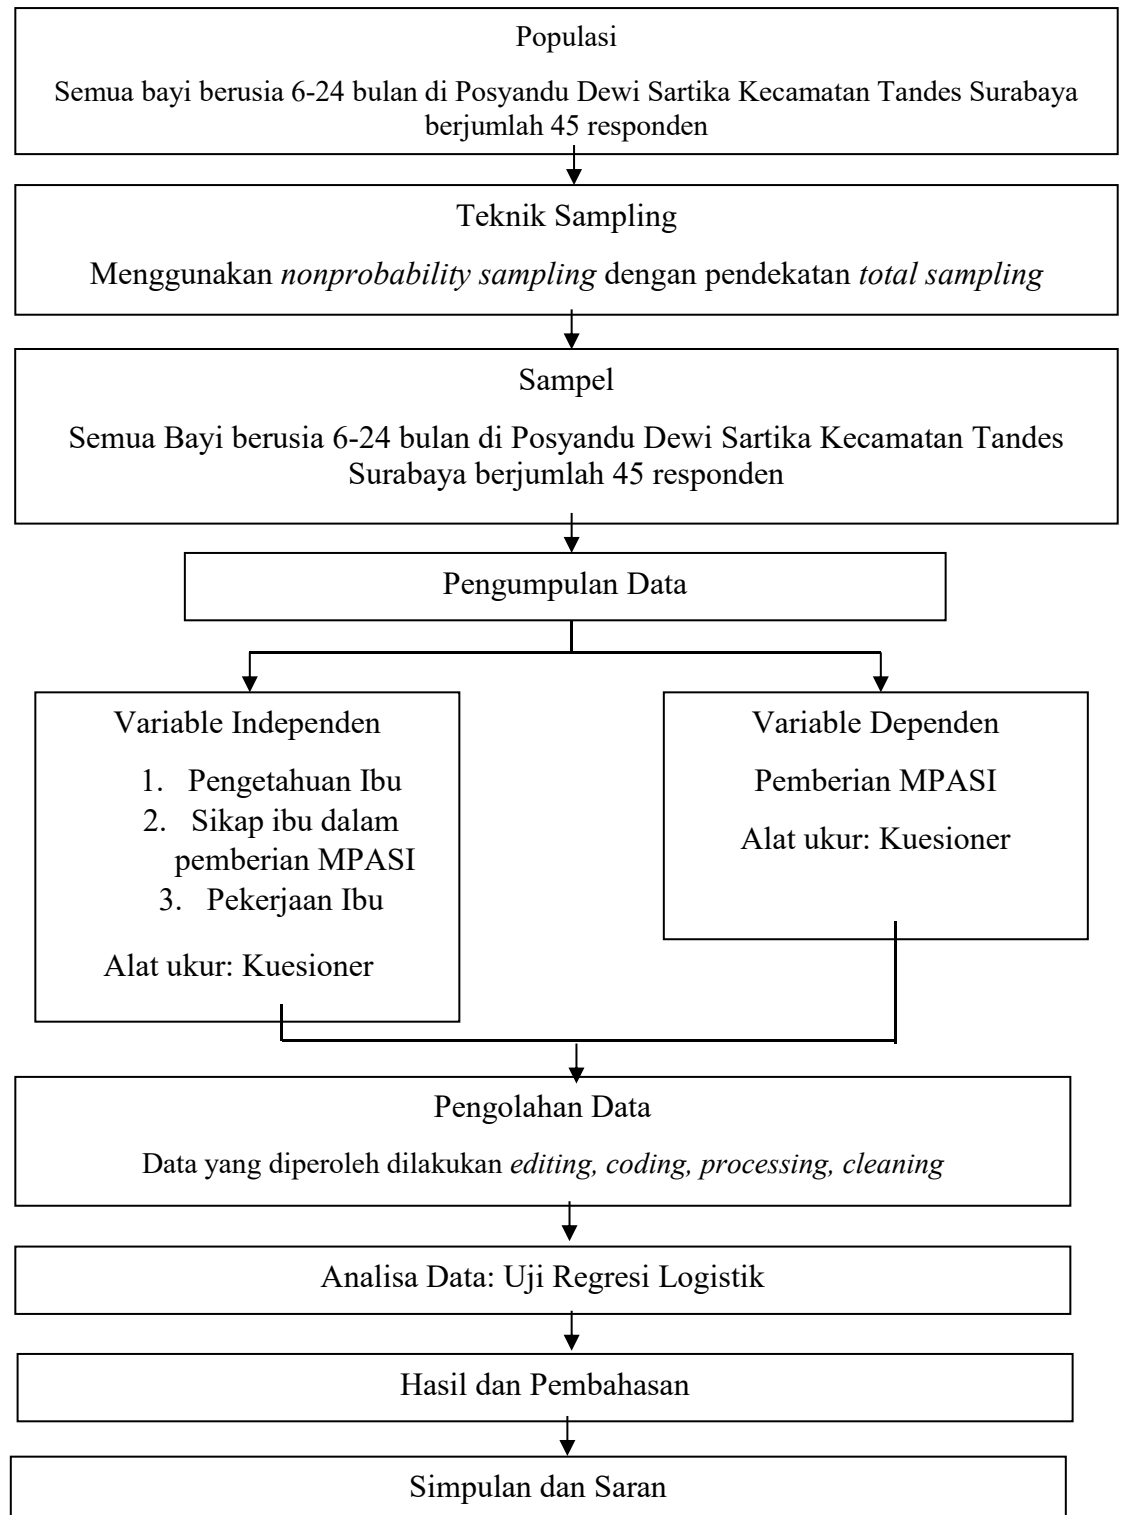 Populasi
Semua bayi berusia 6-24 bulan di Posyandu Dewi Sartika Kecamatan Tandes Surabaya
berjumlah 45 responden
Teknik Sampling
Menggunakan nonprobability sampling dengan pendekatan total sampling
Sampel
Semua Bayi berusia 6-24 bulan di Posyandu Dewi Sartika Kecamatan Tandes
Surabaya berjumlah 45 responden
Pengumpulan Data
Variable Independen
1. Pengetahuan Ibu
2. Sikap ibu dalam
pemberian MPASI
3. Pekerjaan Ibu
Alat ukur: Kuesioner
Variable Dependen
Pemberian MPASI
Alat ukur: Kuesioner
Pengolahan Data
Data yang diperoleh dilakukan editing, coding, processing, cleaning
Analisa Data: Uji Regresi Logistik
Hasil dan Pembahasan
Simpulan dan Saran